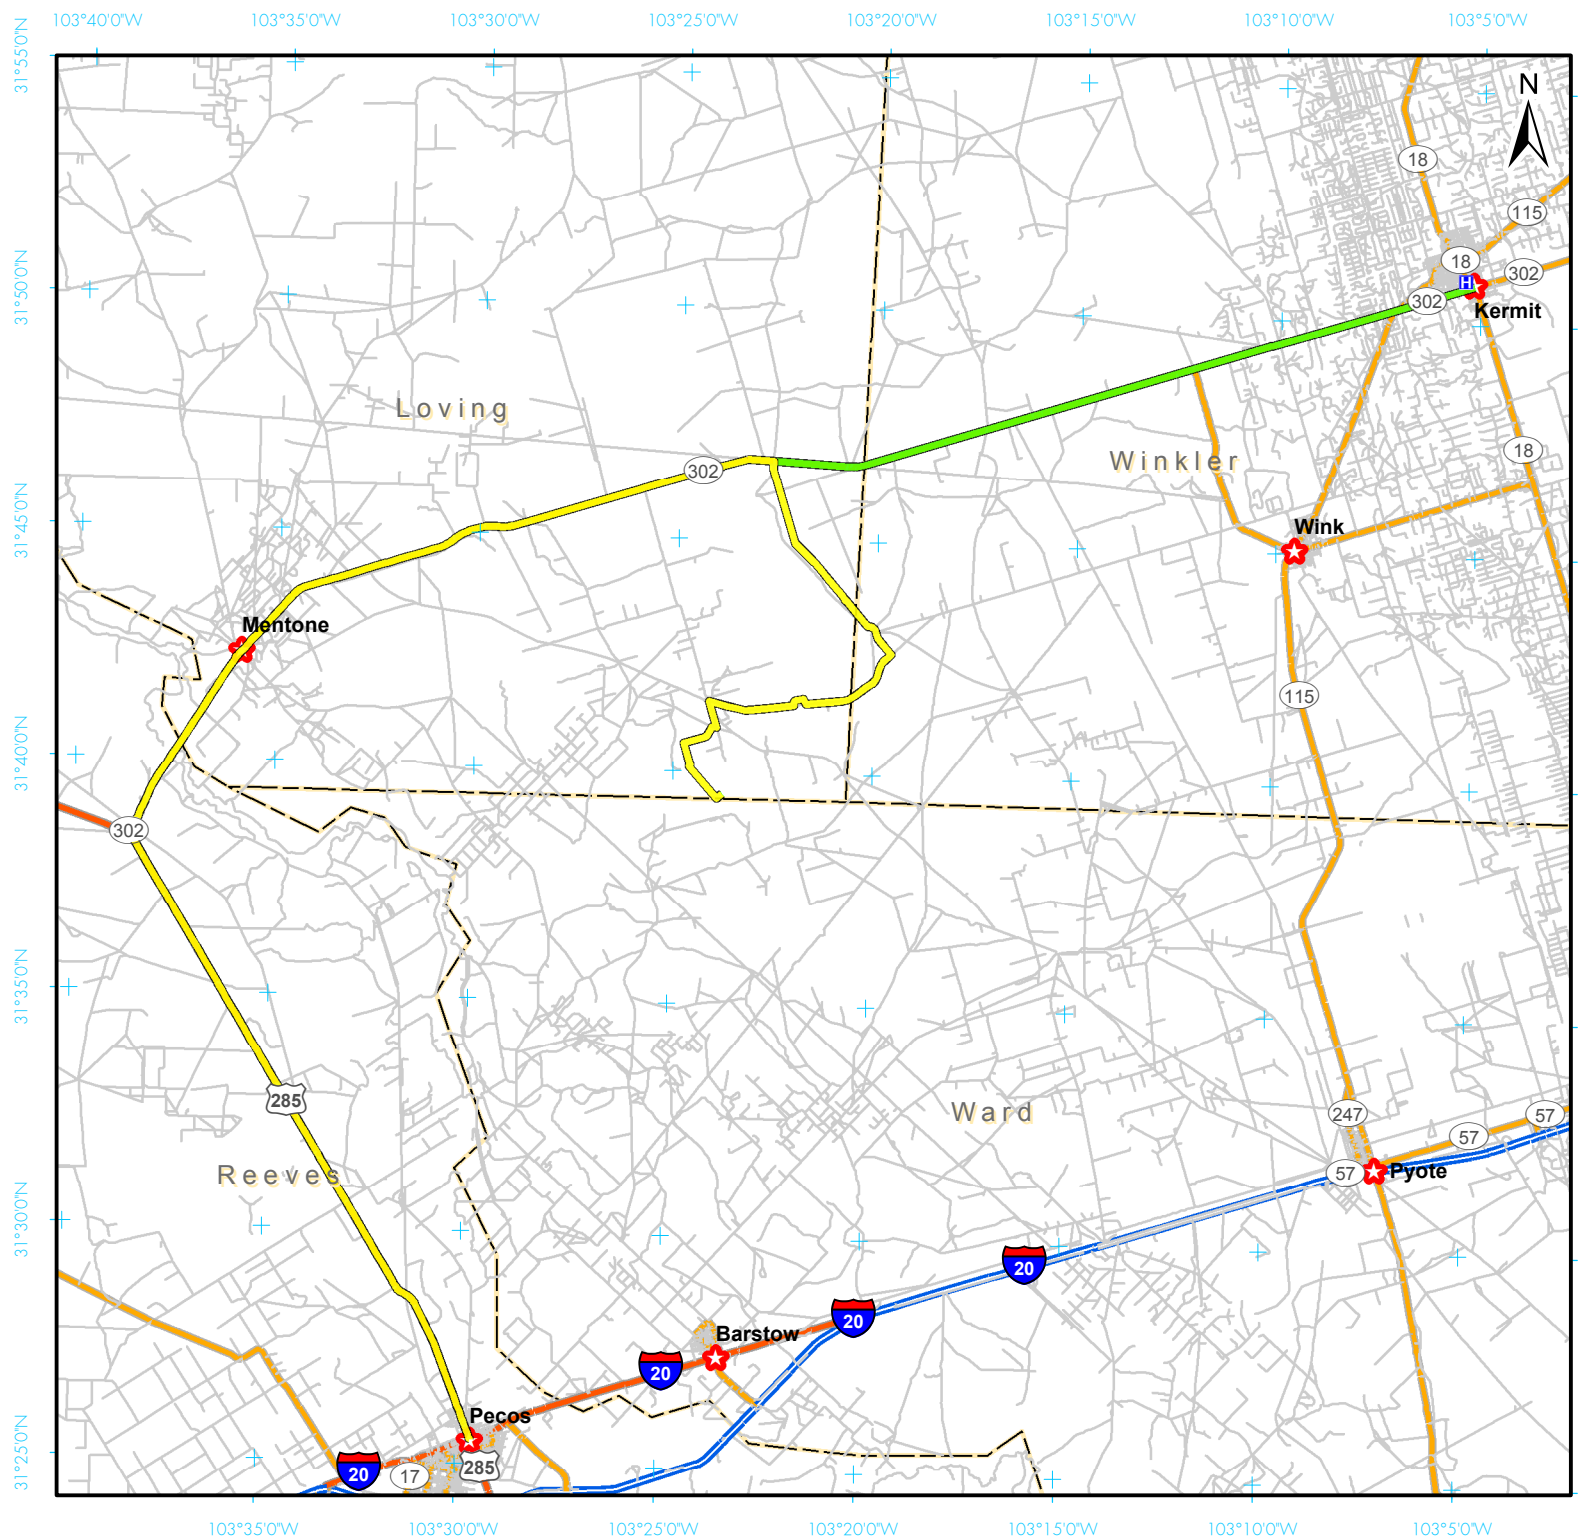 103°40'0"W 103°35'0"W 103°30'0"W 103°25'0"W 103°20'0"W 103°15'0"W 103°10'0"W 103°5'0"W
31°55'0"N
N
18
115
18
302
H
31°50'0"N
302
Kermit
Loving
302
Winkler
18
31°45'0"N
Wink
Mentone
115
31°40'0"N
302
31°35'0"N
285
Ward
247
57
57
57
Pyote
Reeves
31°30'0"N
20
20
Barstow
20
Pecos
31°25'0"N
20
17
285
103°35'0"W 103°30'0"W 103°25'0"W 103°20'0"W 103°15'0"W 103°10'0"W 103°5'0"W